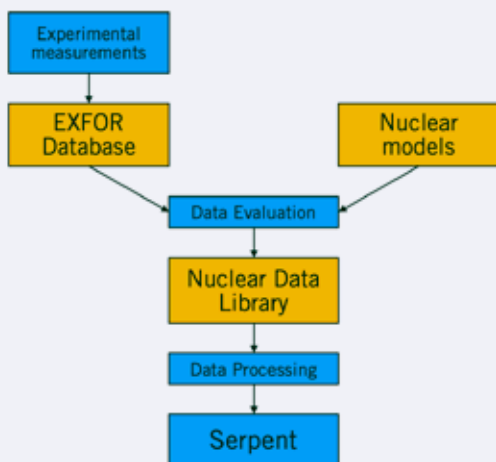 Experimental
measurements
EXFOR
Database
Nuclear
models
Data Evaluation
Nuclear Data
Library
Data Processing
Serpent